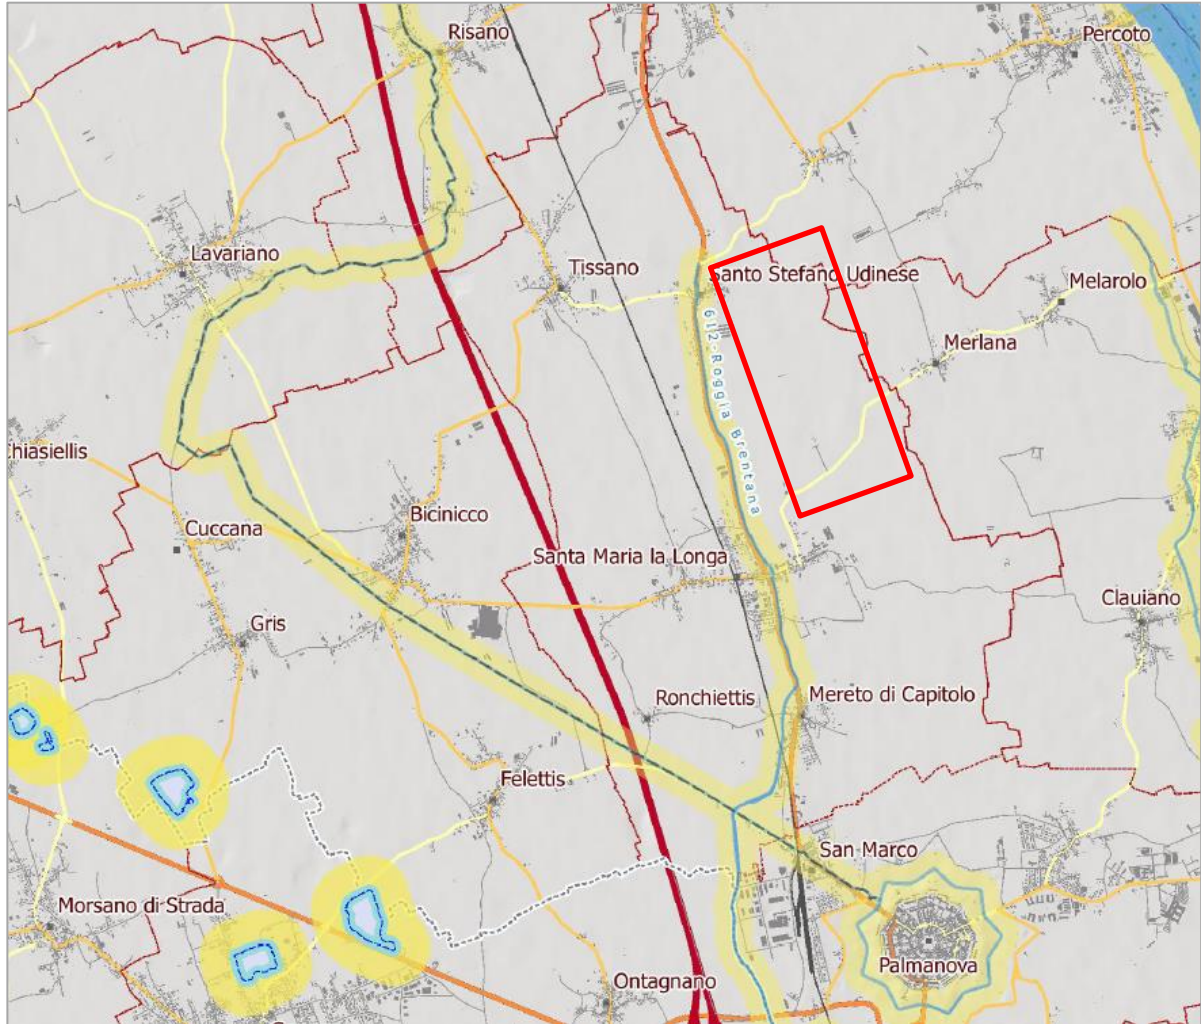 Risano
Percoto
Lavariano
Tissano
Santo Stefano Udinese
Melarolo
612-Roggia Brentana
Merlana
hiasiellis
Cuccana
Bicinicco
Santa Maria la Longa
Clauiano
Gris
Ronchiettis
Mereto di Capitolo
Felettis
San Marco
Morsano di Strada
Palmanova
Ontagnano